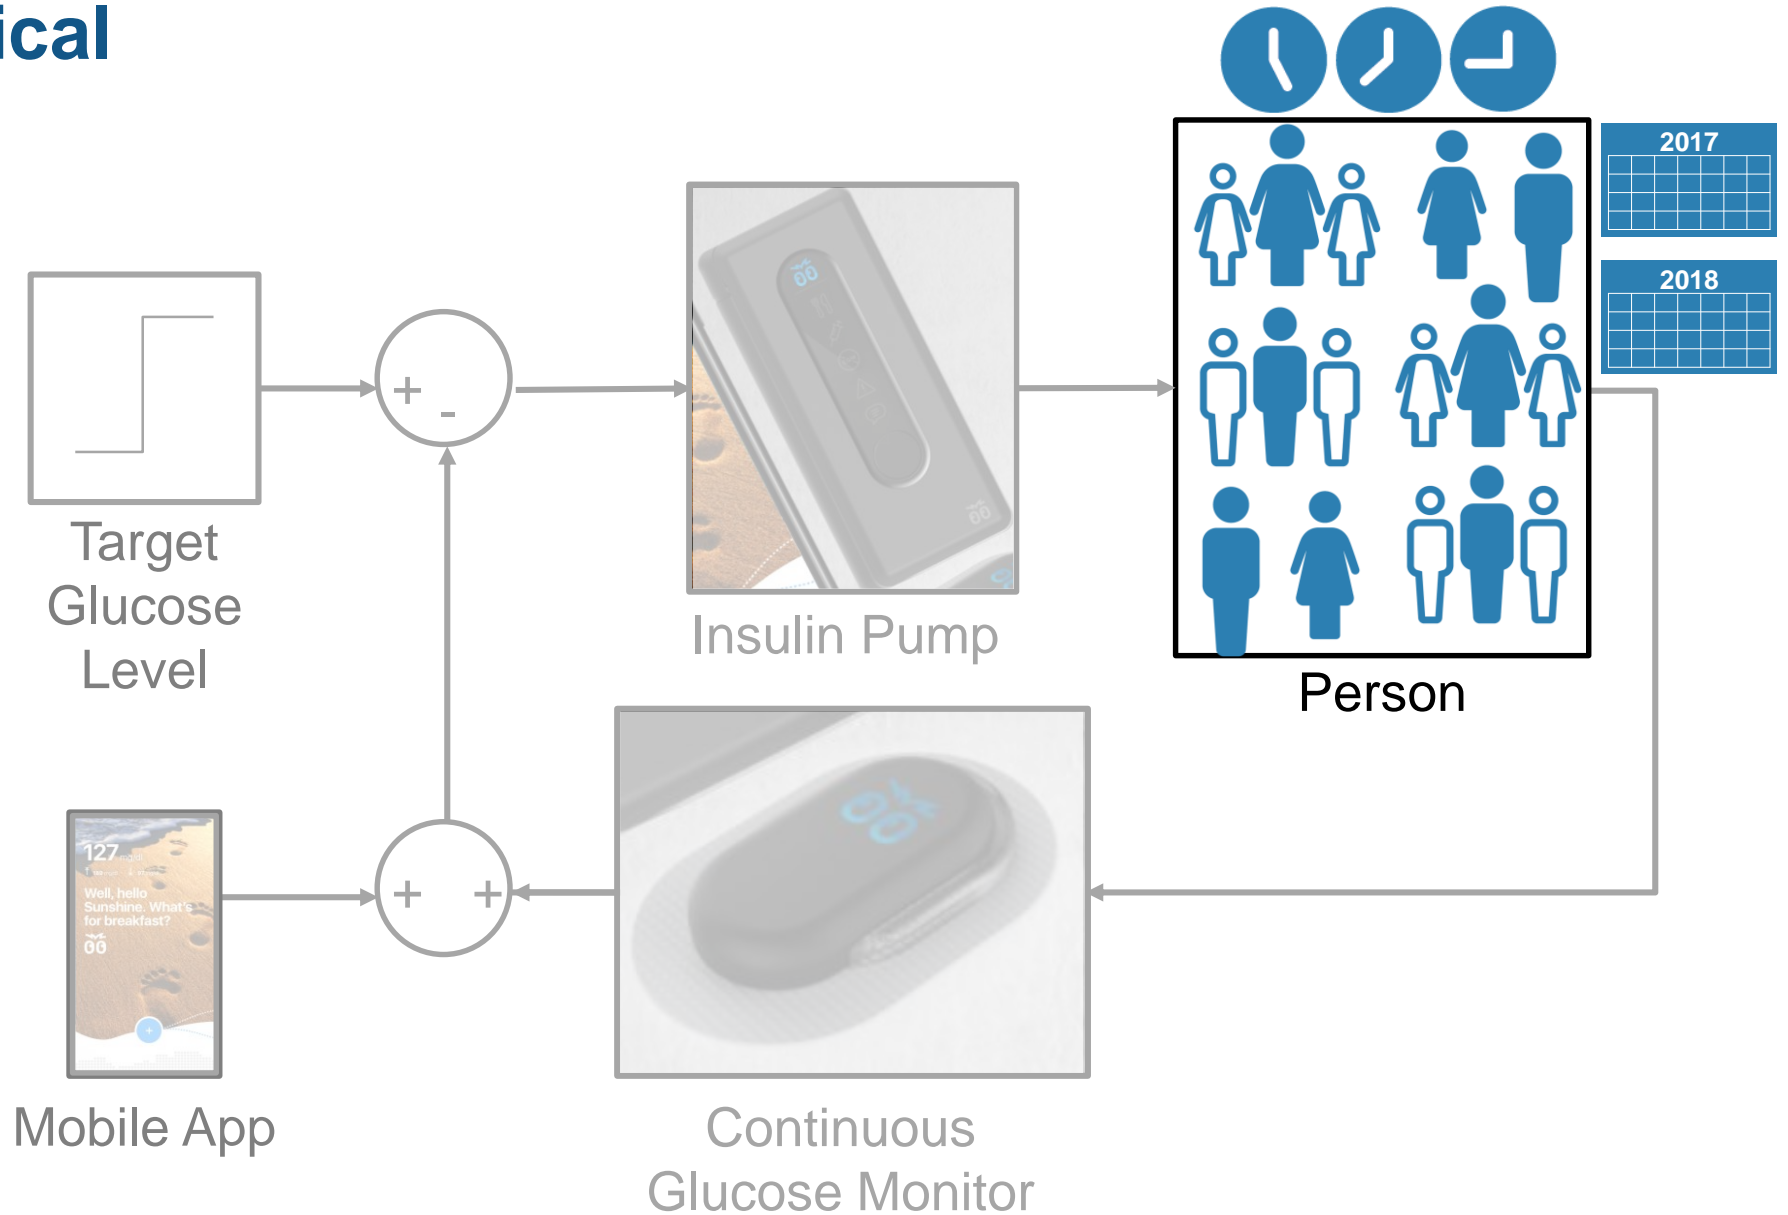 ical
2017
2018
+
-
Target
Glucose
Level
Insulin Pump
Person
127
Well, hello
Sunshine. What's
for breakfast?
+
+
+
Mobile App
Continuous
Glucose Monitor